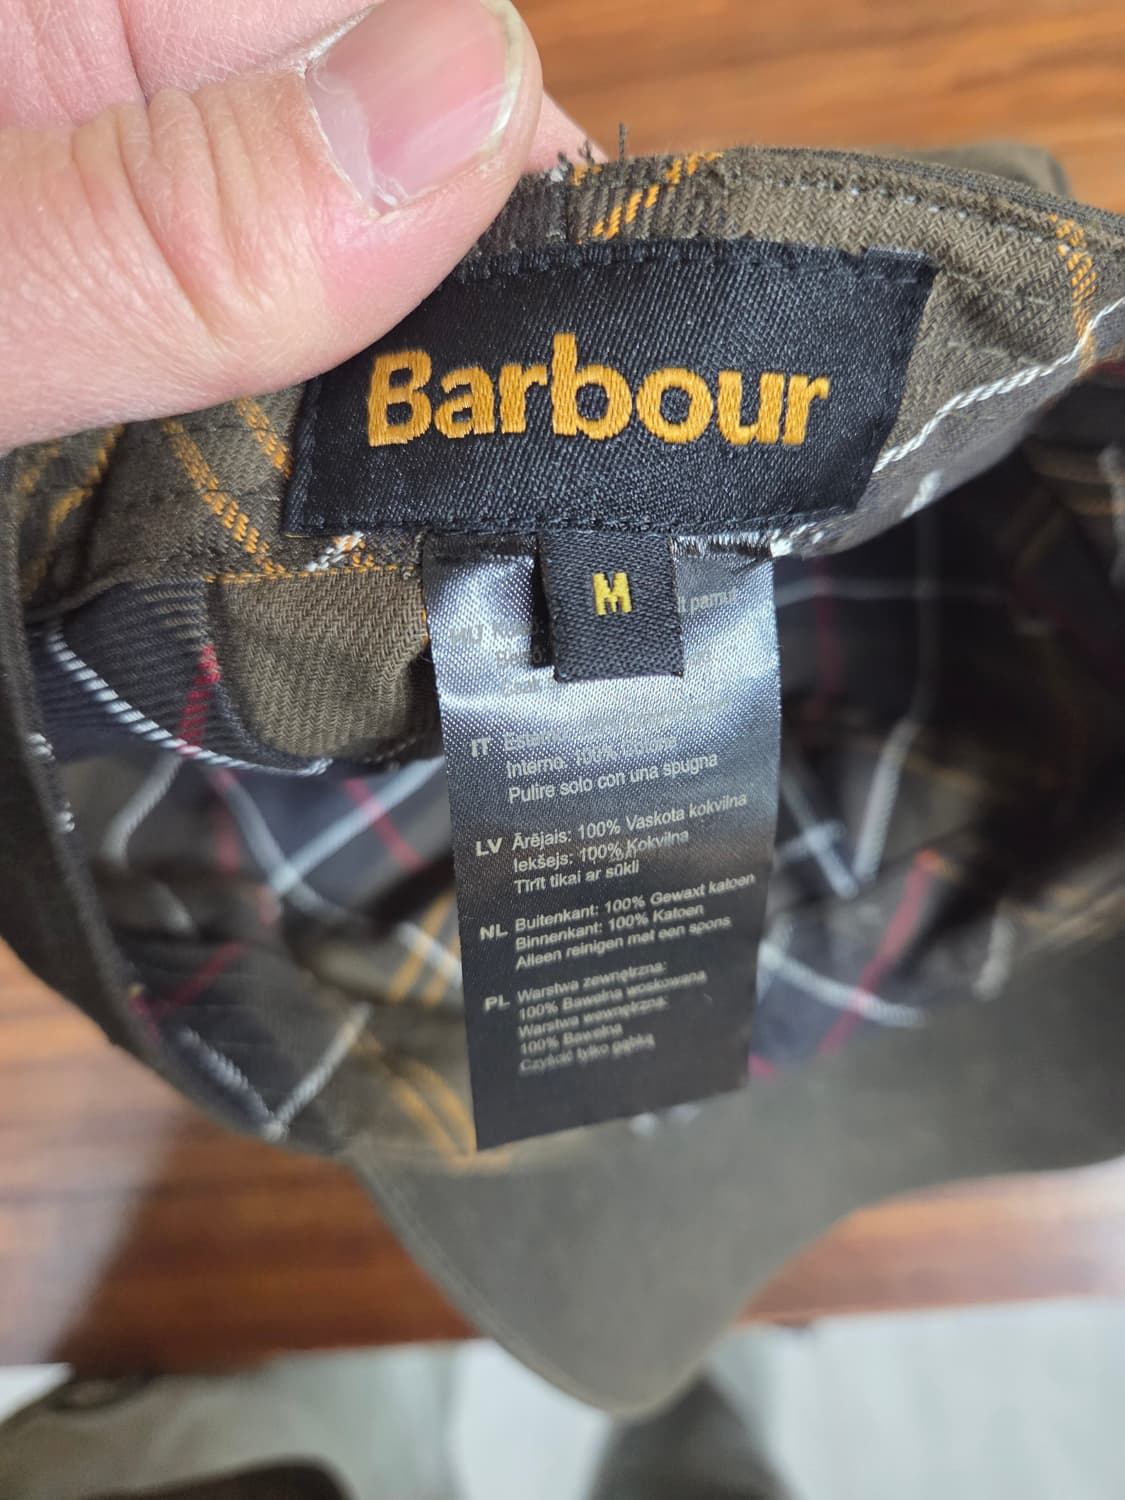 Barbour
M
IT
Interno. 100%
Pulire solo con una spugna
LV Ārējais: 100% Vaskota kokvilna
Iekšejs: 100% Kokvilna
Tīrīt tikai ar sūkli
NL Buitenkant: 100% Gewaxt katoen
Binnenkant: 100% Katoen
Alleen reinigen met een spons
PL Warstwa zewnętrzna:
100% Bawełna woskowana
Warstwa wewnętrzna:
100% Bawełna
Czyścić tylko gąbką